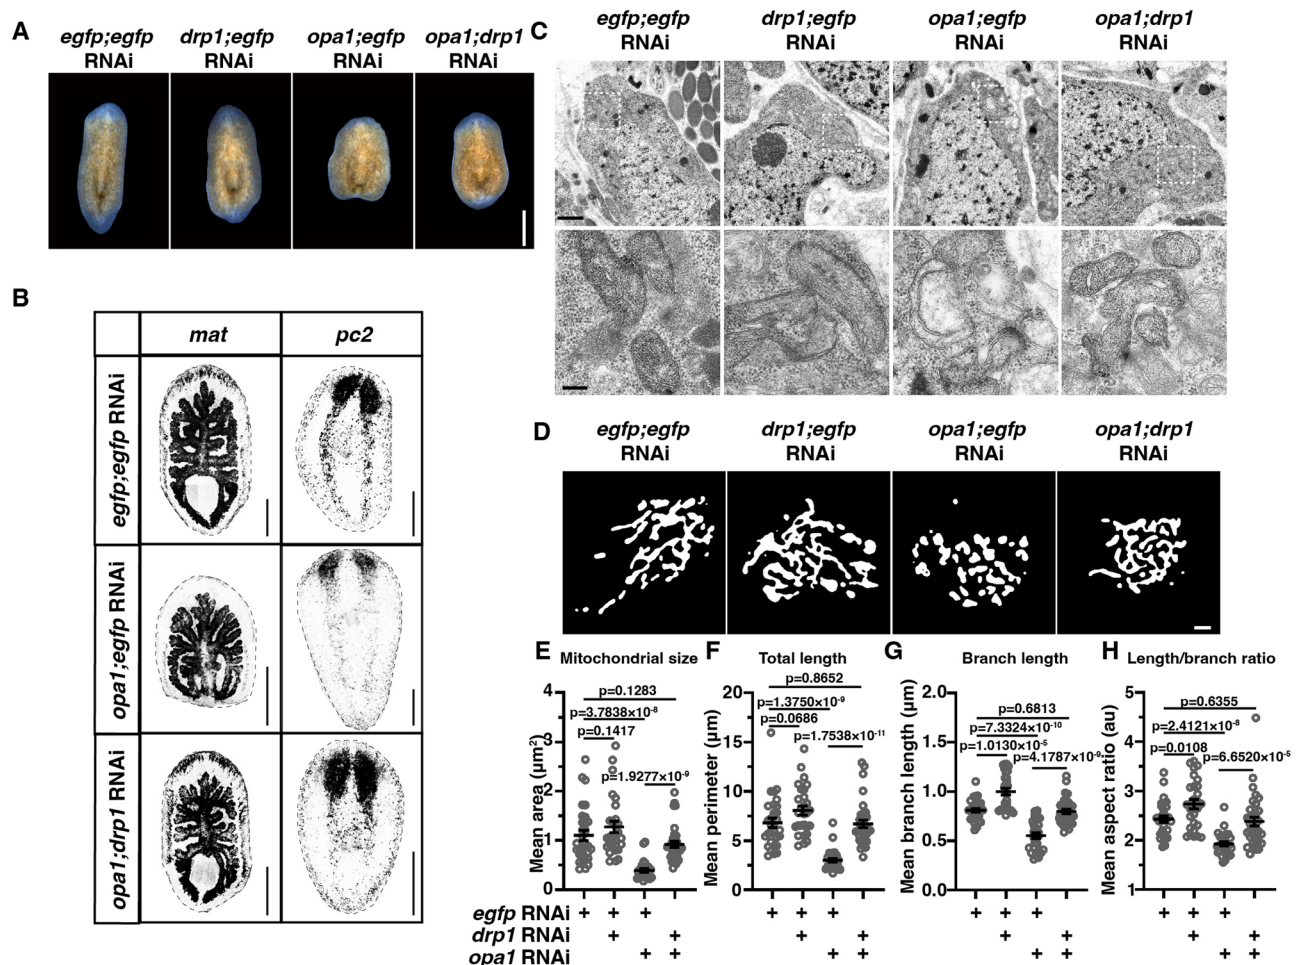 A
egfp;egfp RNAi
drp1;egfp RNAi
opa1;egfp RNAi
opa1;drp1 RNAi
B
mat
pc2
egfp;egfp RNAi
opa1;egfp RNAi
opa1;drp1 RNAi
C
egfp;egfp RNAi
drp1;egfp RNAi
opa1;egfp RNAi
opa1;drp1 RNAi
D
egfp;egfp RNAi
drp1;egfp RNAi
opa1;egfp RNAi
opa1;drp1 RNAi
E
Mitochondrial size
Mean area (μm²)
4
3
2
1
0
p=0.1283
p=3.7838×10⁻⁸
p=0.1417
p=1.9277×10⁻⁹
F
Total length
Mean perimeter (μm)
20
15
10
5
0
p=0.8652
p=1.3750×10⁻⁹
p=0.0686
p=1.7538×10⁻¹¹
G
Branch length
Mean branch length (μm)
2.0
1.5
1.0
0.5
0.0
p=0.6813
p=7.3324×10⁻¹⁰
p=1.0130×10⁻⁵
p=4.1787×10⁻⁹
H
Length/branch ratio
Mean aspect ratio (au)
5
4
3
2
1
p=0.6355
p=2.4121×10⁻⁸
p=0.0108
p=6.6520×10⁻⁵
egfp RNAi + + + + + + + + + + + +
drp1 RNAi + + + + + + + +
opa1 RNAi + + + + + + + +